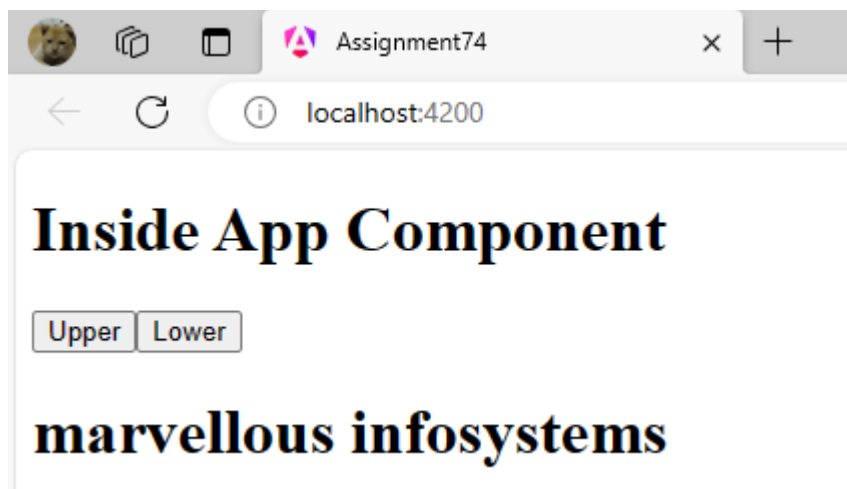 Assignment74
localhost:4200
Inside App Component
Upper Lower
marvellous infosystems